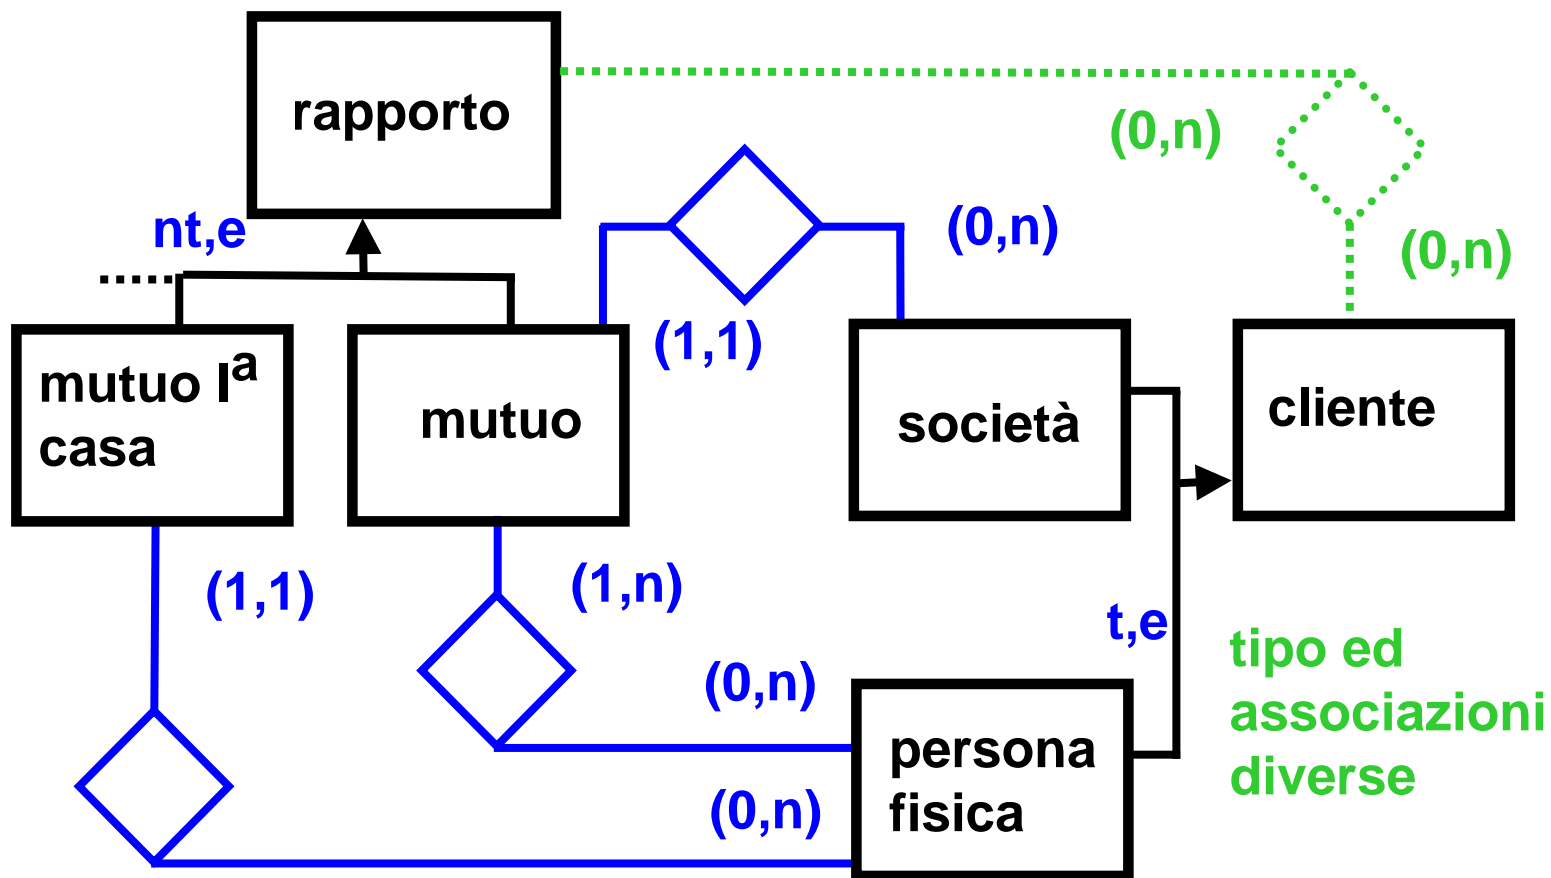 rapporto
(0,n)
nt,e
(0,n)
(0,n)
(1,1)
mutuo Iª
casa
mutuo
società
cliente
(1,1)
(1,n)
t,e
tipo ed
associazioni
diverse
(0,n)
persona
fisica
(0,n)